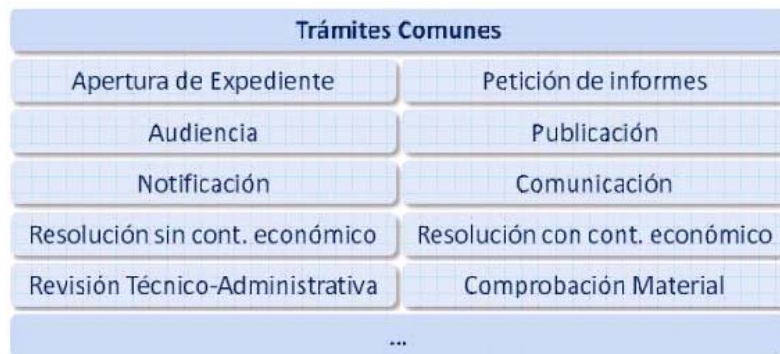 Trámites Comunes
Apertura de Expediente
Petición de informes
Audiencia
Publicación
Notificación
Comunicación
Resolución sin cont. económico
Resolución con cont. económico
Revisión Técnico-Administrativa
Comprobación Material
...